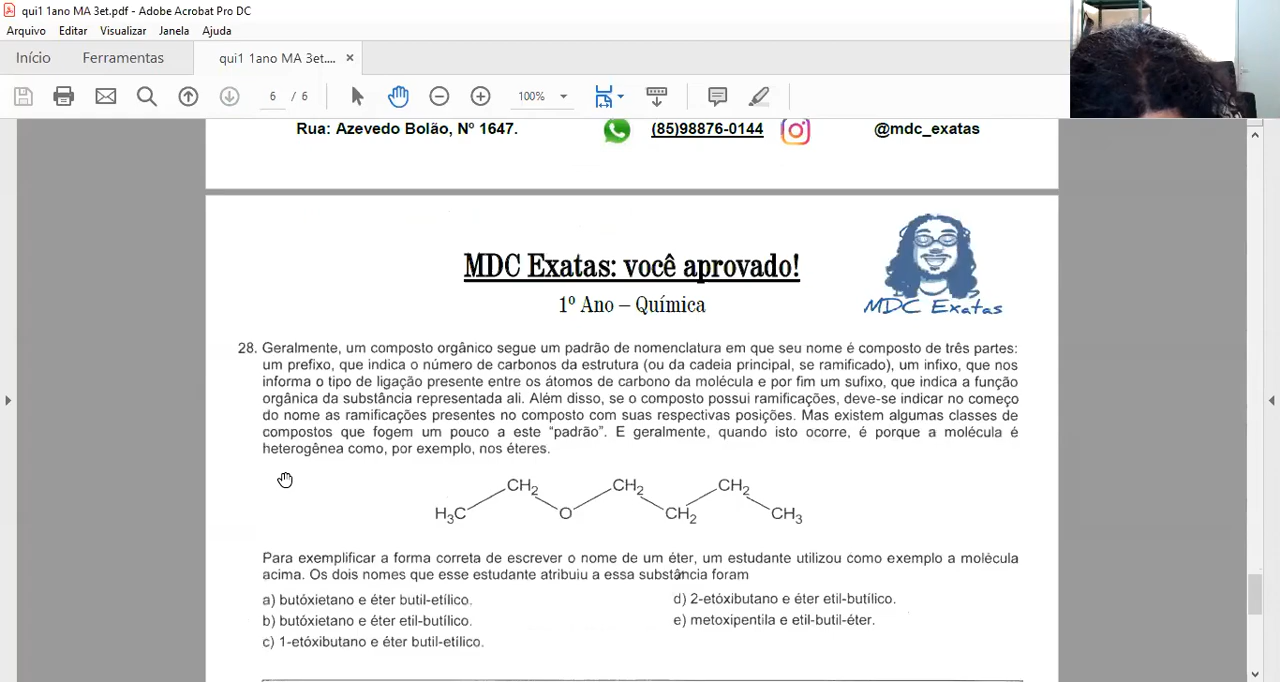 qui1 1ano MA 3et.pdf - Adobe Acrobat Pro DC
Arquivo Editar Visualizar Janela Ajuda
Início Ferramentas qui1 1ano MA 3et.... ×
6 / 6 100%
Rua: Azevedo Bolão, Nº 1647. (85)98876-0144 @mdc_exatas
MDC Exatas: você aprovado!
1º Ano – Química
MDC Exatas
28. Geralmente, um composto orgânico segue um padrão de nomenclatura em que seu nome é composto de três partes:
um prefixo, que indica o número de carbonos da estrutura (ou da cadeia principal, se ramificado), um infixo, que nos
informa o tipo de ligação presente entre os átomos de carbono da molécula e por fim um sufixo, que indica a função
orgânica da substância representada ali. Além disso, se o composto possui ramificações, deve-se indicar no começo
do nome as ramificações presentes no composto com suas respectivas posições. Mas existem algumas classes de
compostos que fogem um pouco a este “padrão”. E geralmente, quando isto ocorre, é porque a molécula é
heterogênea como, por exemplo, nos éteres.
CH2 CH2 CH2
H3C O CH2 CH3
Para exemplificar a forma correta de escrever o nome de um éter, um estudante utilizou como exemplo a molécula
acima. Os dois nomes que esse estudante atribuiu a essa substância foram
a) butóxietano e éter butil-etílico.
b) butóxietano e éter etil-butílico.
c) 1-etóxibutano e éter butil-etílico.
d) 2-etóxibutano e éter etil-butílico.
e) metoxipentila e etil-butil-éter.